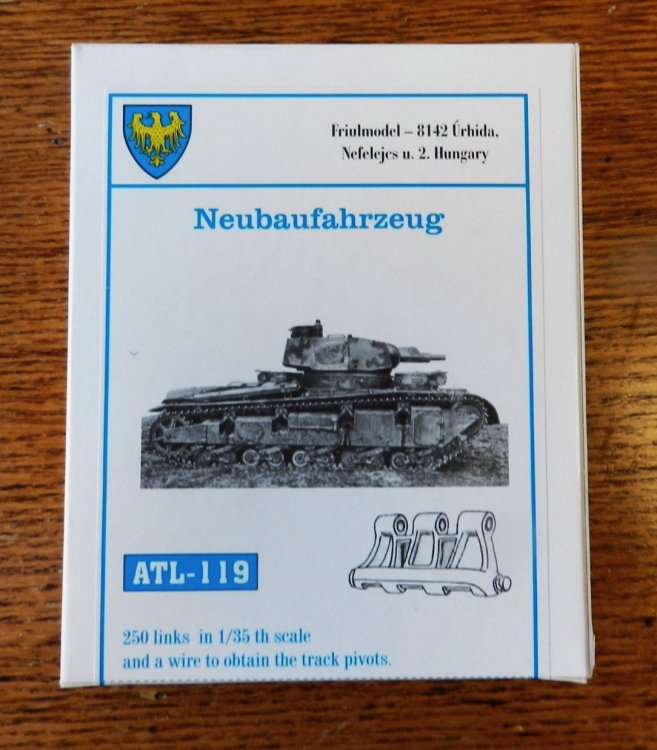 Friulmodel – 8142 Úrhida,
Nefelejcs u. 2. Hungary
Neubaufahrzeug
ATL-119
250 links in 1/35 th scale
and a wire to obtain the track pivots.